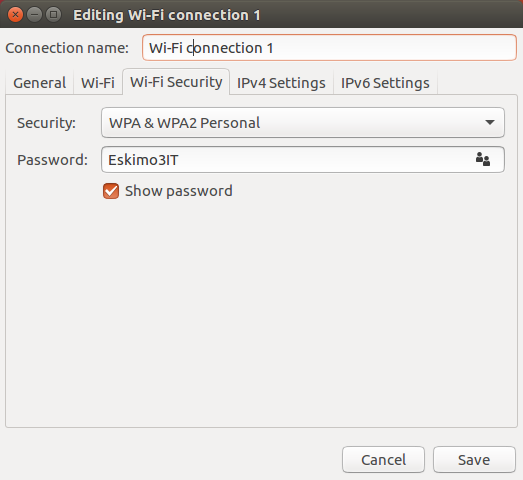 Editing Wi-Fi connection 1
Connection name: Wi-Fi connection 1
General Wi-Fi Wi-Fi Security IPv4 Settings IPv6 Settings
Security: WPA & WPA2 Personal
Password: Eskimo3IT
Show password
Cancel Save